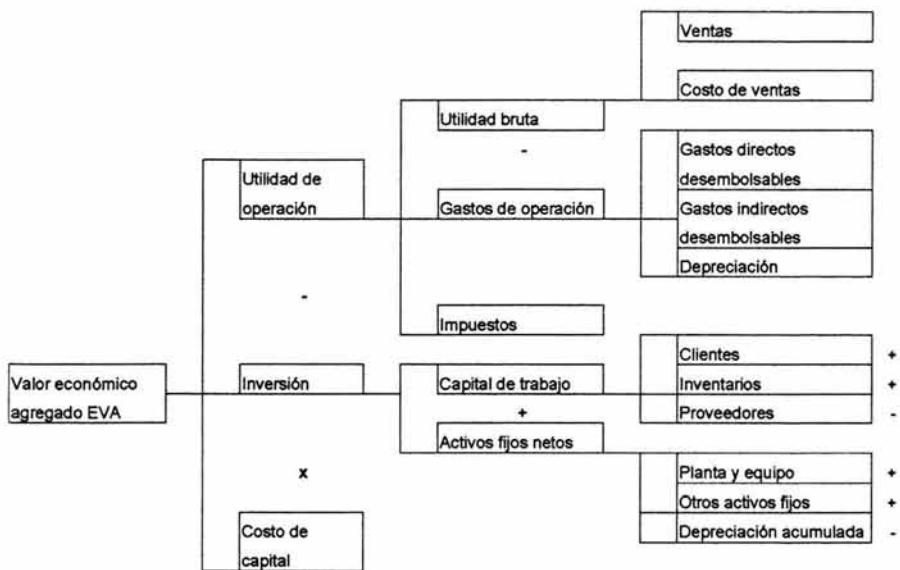 Ventas
Costo de ventas
Utilidad bruta
-
Gastos directos
desembolsables
Utilidad de
operación
Gastos de operación
Gastos indirectos
desembolsables
Depreciación
-
Impuestos
Clientes +
Valor económico
agregado EVA
Inversión
Capital de trabajo
Inventarios +
+
Proveedores -
Activos fijos netos
x
Planta y equipo +
Otros activos fijos +
Costo de
capital
Depreciación acumulada -